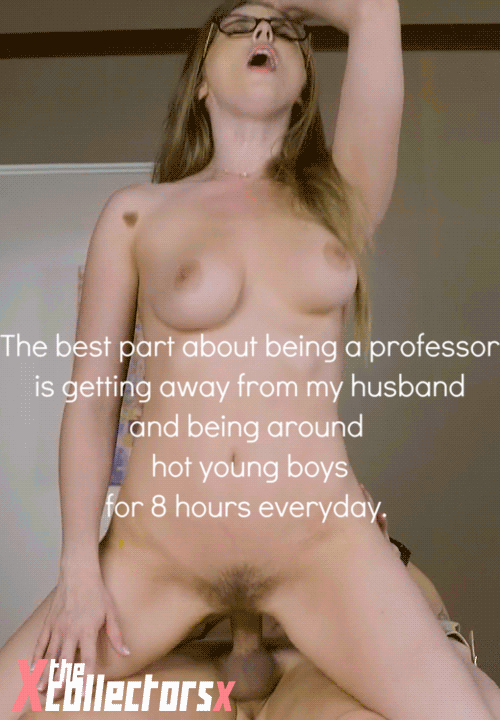 The best part about being a professor
is getting away from my husband
and being around
hot young boys
for 8 hours everyday.
the
Xcollectorsx